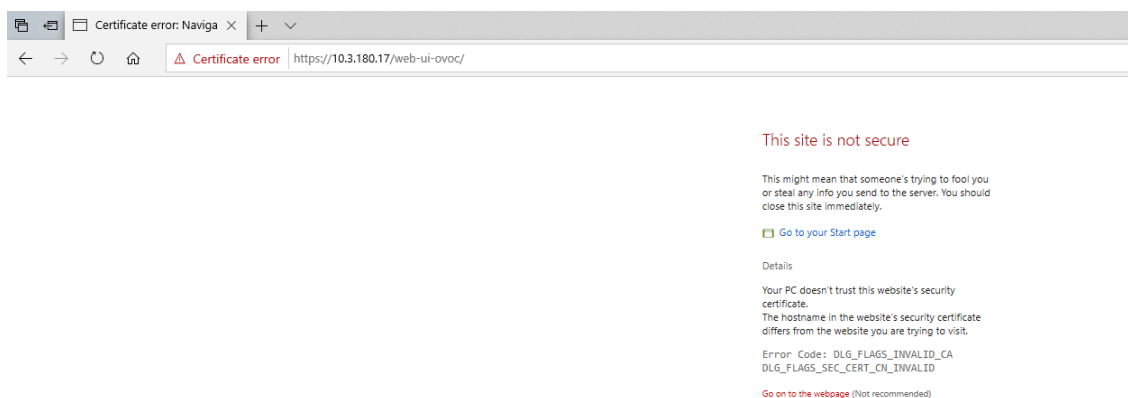 Certificate error: Naviga
Certificate error https://10.3.180.17/web-ui-ovoc/
This site is not secure
This might mean that someone's trying to fool you
or steal any info you send to the server. You should
close this site immediately.
Go to your Start page
Details
Your PC doesn't trust this website's security
certificate.
The hostname in the website's security certificate
differs from the website you are trying to visit.
Error Code: DLG_FLAGS_INVALID_CA
DLG_FLAGS_SEC_CERT_CN_INVALID
Go on to the webpage (Not recommended)